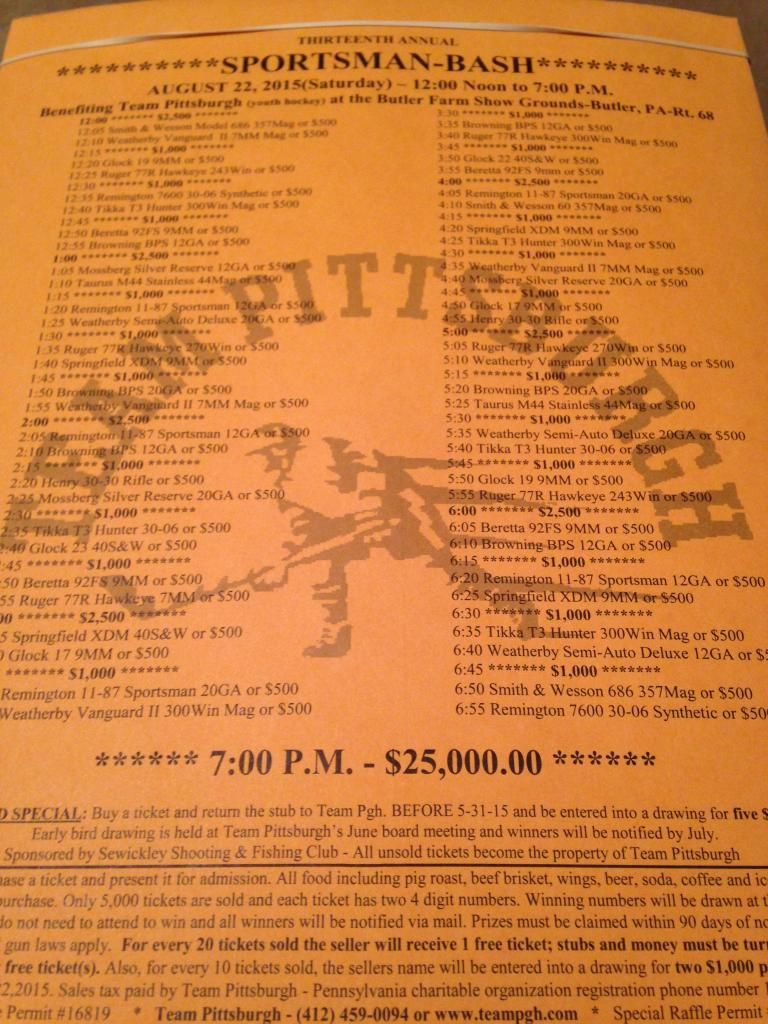 THIRTEENTH ANNUAL
**********SPORTSMAN-BASH**********
AUGUST 22, 2015(Saturday) – 12:00 Noon to 7:00 P.M.
Benefiting Team Pittsburgh (youth hockey) at the Butler Farm Show Grounds-Butler, PA-Rt. 68
12:00 ******* $2,500 *******
12:05 Smith & Wesson Model 686 357Mag or $500
12:10 Weatherby Vanguard II 7MM Mag or $500
12:15 ******* $1,000 *******
12:20 Glock 19 9MM or $500
12:25 Ruger 77R Hawkeye 243Win or $500
12:30 ******* $1,000 *******
12:35 Remington 7600 30-06 Synthetic or $500
12:40 Tikka T3 Hunter 300Win Mag or $500
12:45 ******* $1,000 *******
12:50 Beretta 92FS 9MM or $500
12:55 Browning BPS 12GA or $500
1:00 ******* $2,500 *******
1:05 Mossberg Silver Reserve 12GA or $500
1:10 Taurus M44 Stainless 44Mag or $500
1:15 ******* $1,000 *******
1:20 Remington 11-87 Sportsman 12GA or $500
1:25 Weatherby Semi-Auto Deluxe 20GA or $500
1:30 ******* $1,000 *******
1:35 Ruger 77R Hawkeye 270Win or $500
1:40 Springfield XDM 9MM or $500
1:45 ******* $1,000 *******
1:50 Browning BPS 20GA or $500
1:55 Weatherby Vanguard II 7MM Mag or $500
2:00 ******* $2,500 *******
2:05 Remington 11-87 Sportsman 12GA or $500
2:10 Browning BPS 12GA or $500
2:15 ******* $1,000 *******
2:20 Henry 30-30 Rifle or $500
2:25 Mossberg Silver Reserve 20GA or $500
2:30 ******* $1,000 *******
2:35 Tikka T3 Hunter 30-06 or $500
2:40 Glock 23 40S&W or $500
:45 ******* $1,000 *******
:50 Beretta 92FS 9MM or $500
55 Ruger 77R Hawkeye 7MM or $500
00 ******* $2,500 *******
5 Springfield XDM 40S&W or $500
0 Glock 17 9MM or $500
******* $1,000 *******
Remington 11-87 Sportsman 20GA or $500
Weatherby Vanguard II 300Win Mag or $500
3:30 ******* $1,000 *******
3:35 Browning BPS 12GA or $500
3:40 Ruger 77R Hawkeye 300Win Mag or $500
3:45 ******* $1,000 *******
3:50 Glock 22 40S&W or $500
3:55 Beretta 92FS 9mm or $500
4:00 ******* $2,500 *******
4:05 Remington 11-87 Sportsman 20GA or $500
4:10 Smith & Wesson 60 357Mag or $500
4:15 ******* $1,000 *******
4:20 Springfield XDM 9MM or $500
4:25 Tikka T3 Hunter 300Win Mag or $500
4:30 ******* $1,000 *******
4:35 Weatherby Vanguard II 7MM Mag or $500
4:40 Mossberg Silver Reserve 20GA or $500
4:45 ******* $1,000 *******
4:50 Glock 17 9MM or $500
4:55 Henry 30-30 Rifle or $500
5:00 ******* $2,500 *******
5:05 Ruger 77R Hawkeye 270Win or $500
5:10 Weatherby Vanguard II 300Win Mag or $500
5:15 ******* $1,000 *******
5:20 Browning BPS 20GA or $500
5:25 Taurus M44 Stainless 44Mag or $500
5:30 ******* $1,000 *******
5:35 Weatherby Semi-Auto Deluxe 20GA or $500
5:40 Tikka T3 Hunter 30-06 or $500
5:45 ******* $1,000 *******
5:50 Glock 19 9MM or $500
5:55 Ruger 77R Hawkeye 243Win or $500
6:00 ******* $2,500 *******
6:05 Beretta 92FS 9MM or $500
6:10 Browning BPS 12GA or $500
6:15 ******* $1,000 *******
6:20 Remington 11-87 Sportsman 12GA or $500
6:25 Springfield XDM 9MM or $500
6:30 ******* $1,000 *******
6:35 Tikka T3 Hunter 300Win Mag or $500
6:40 Weatherby Semi-Auto Deluxe 12GA or $5
6:45 ******* $1,000 *******
6:50 Smith & Wesson 686 357Mag or $500
6:55 Remington 7600 30-06 Synthetic or $50
****** 7:00 P.M. - $25,000.00 ******
D SPECIAL: Buy a ticket and return the stub to Team Pgh. BEFORE 5-31-15 and be entered into a drawing for five $
Early bird drawing is held at Team Pittsburgh's June board meeting and winners will be notified by July.
Sponsored by Sewickley Shooting & Fishing Club - All unsold tickets become the property of Team Pittsburgh
ase a ticket and present it for admission. All food including pig roast, beef brisket, wings, beer, soda, coffee and ic
purchase. Only 5,000 tickets are sold and each ticket has two 4 digit numbers. Winning numbers will be drawn at t
do not need to attend to win and all winners will be notified via mail. Prizes must be claimed within 90 days of no
gun laws apply. For every 20 tickets sold the seller will receive 1 free ticket; stubs and money must be tur
free ticket(s). Also, for every 10 tickets sold, the sellers name will be entered into a drawing for two $1,000 p
2,2015. Sales tax paid by Team Pittsburgh - Pennsylvania charitable organization registration phone number 1
Permit #16819 * Team Pittsburgh - (412) 459-0094 or www.teampgh.com * Special Raffle Permit